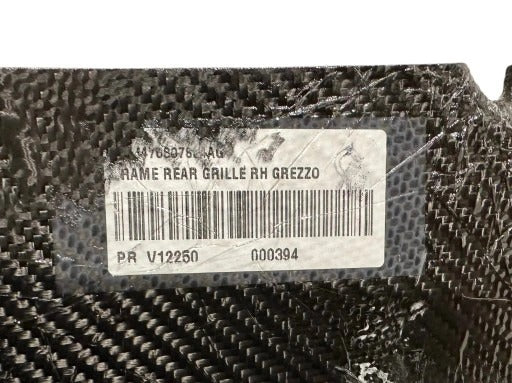 RAME REAR GRILLE RH GREZZO
PR V12250 000394